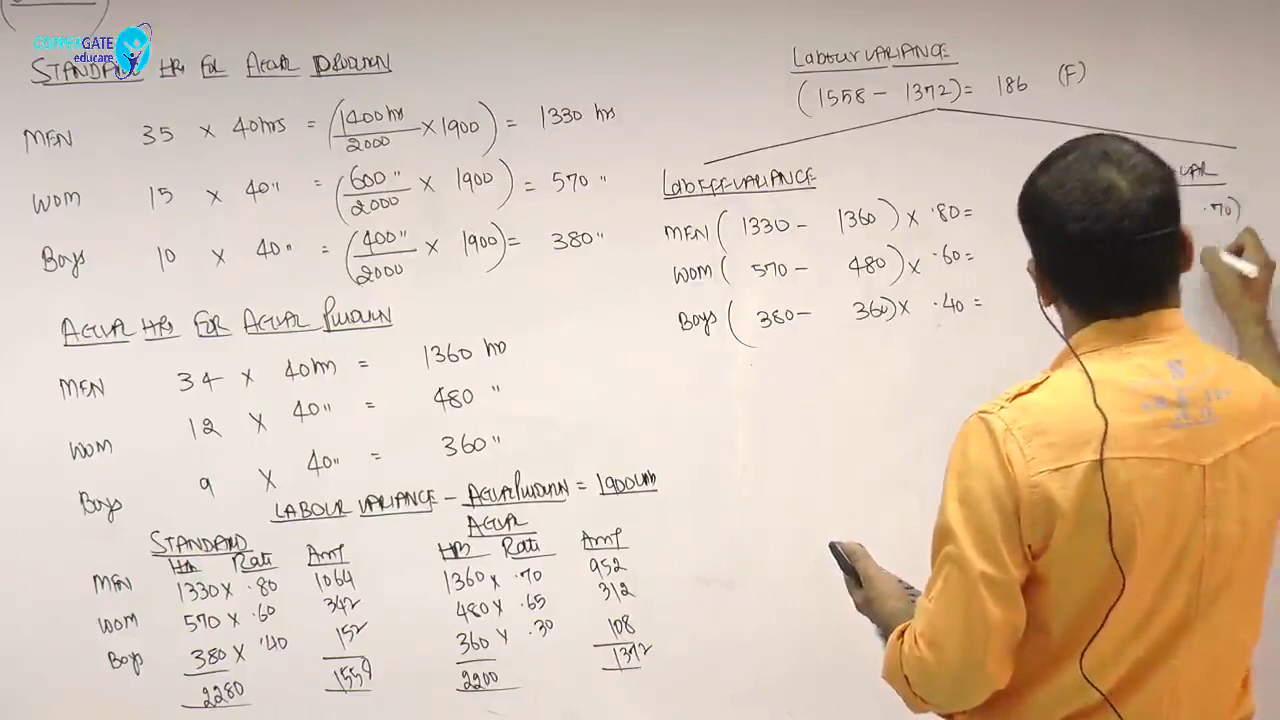 COPPERGATE
educare
STANDARD HRS FOR ACTUAL PRODUCTION
MEN 35 × 40hrs = (1400 hrs/2000 × 1900) = 1330 hrs
WOM 15 × 40" = (600"/2000 × 1900) = 570 "
Boys 10 × 40" = (400"/2000 × 1900) = 380 "
ACTUAL HRS FOR ACTUAL Production
MEN 34 × 40hrs = 1360 hrs
WOM 12 × 40" = 480 "
Boys 9 × 40" = 360 "
LABOUR VARIANCE - Actual Production = 1900 units
STANDARD ACTUAL
Hrs Rate Amt Hrs Rate Amt
MEN 1330 × .80 1064 1360 × .70 952
WOM 570 × .60 342 480 × .65 312
Boys 380 × .40 152 360 × .30 108
2280 1558 2200 1372
Labour VARIANCE
(1558 - 1372) = 186 (F)
Lab EFF VARIANCE
MEN (1330 - 1360) × .80 =
WOM (570 - 480) × .60 =
Boys (380 - 360) × .40 =
VAR
.70)